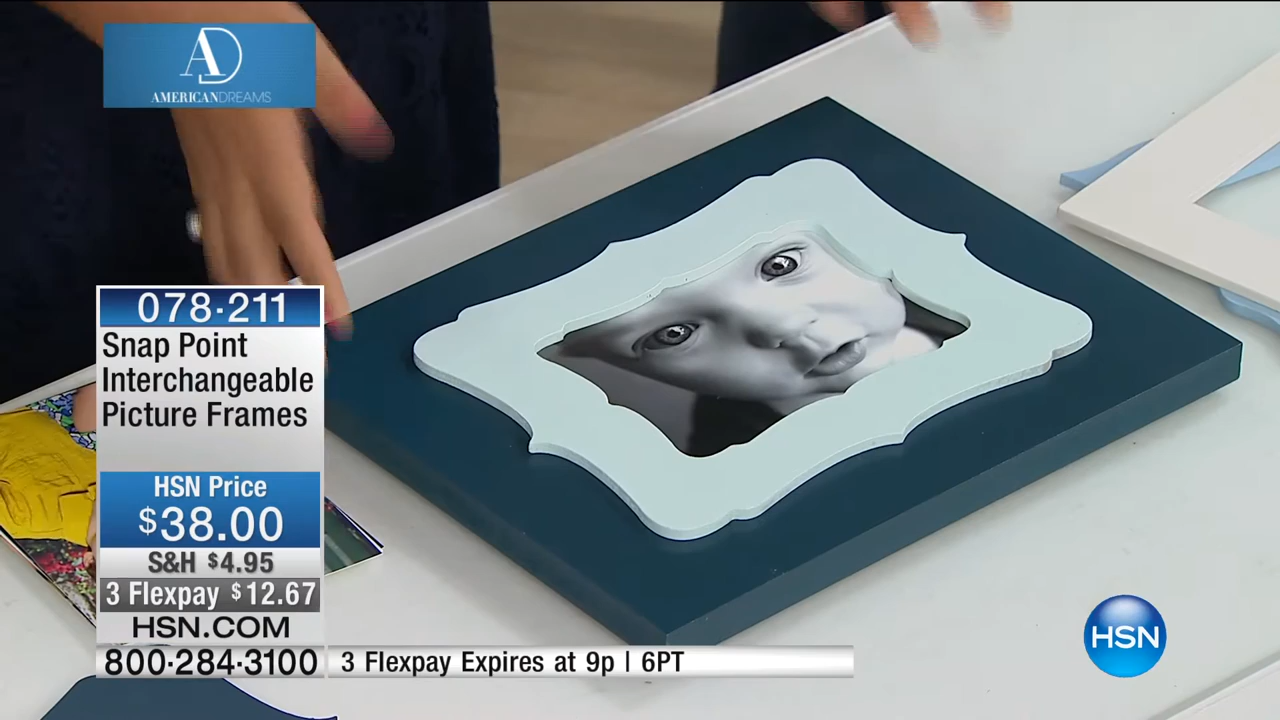 AD
AMERICANDREAMS
078-211
Snap Point
Interchangeable
Picture Frames
HSN Price
$38.00
S&H $4.95
3 Flexpay $12.67
HSN.COM
800-284-3100
3 Flexpay Expires at 9p | 6PT
HSN